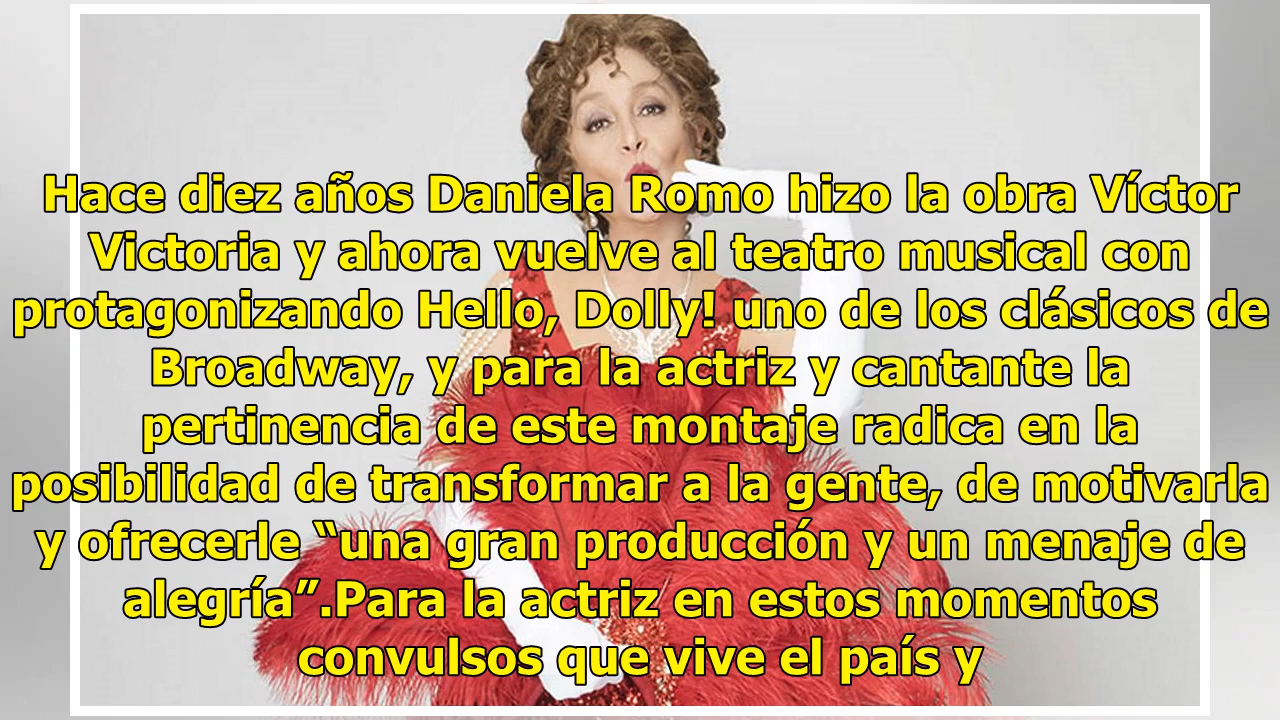 Hace diez años Daniela Romo hizo la obra Víctor
Victoria y ahora vuelve al teatro musical con
protagonizando Hello, Dolly! uno de los clásicos de
Broadway, y para la actriz y cantante la
pertinencia de este montaje radica en la
posibilidad de transformar a la gente, de motivarla
y ofrecerle “una gran producción y un menaje de
alegría”.Para la actriz en estos momentos
convulsos que vive el país y